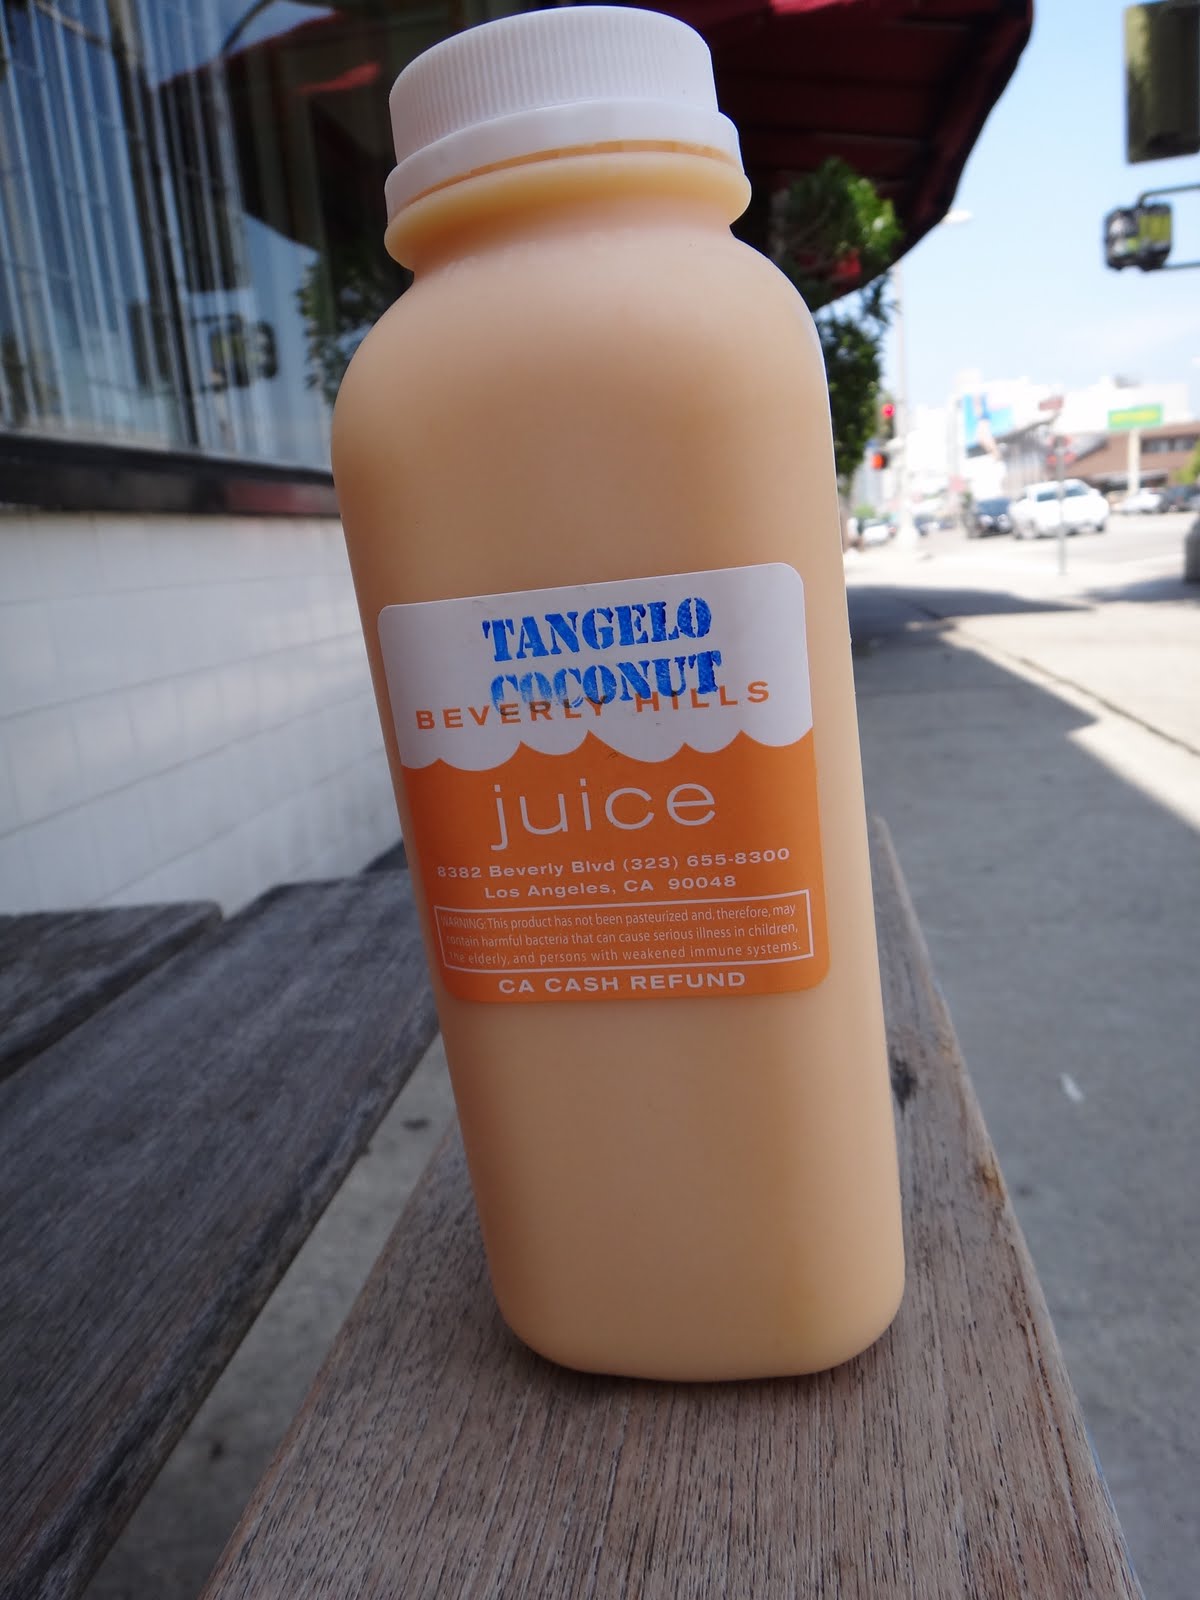 TANGELO
COCONUT
BEVERLY HILLS
juice
8382 Beverly Blvd (323) 655-8300
Los Angeles, CA 90048
WARNING: This product has not been pasteurized and, therefore, may
contain harmful bacteria that can cause serious illness in children,
the elderly, and persons with weakened immune systems.
CA CASH REFUND